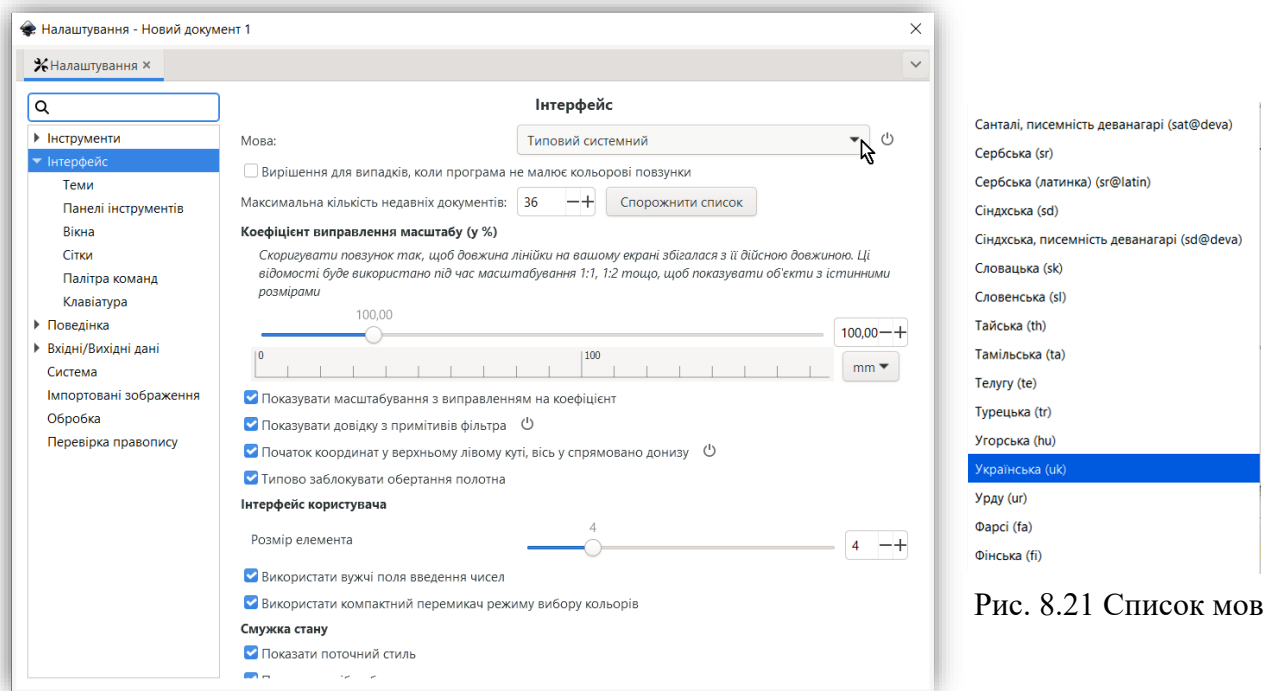 Налаштування - Новий документ 1
Налаштування
Інструменти
Інтерфейс
Теми
Панелі інструментів
Вікна
Сітки
Палітра команд
Клавіатура
Поведінка
Вхідні/Вихідні дані
Система
Імпортовані зображення
Обробка
Перевірка правопису
Інтерфейс
Мова: Типовий системний
Вирішення для випадків, коли програма не малює кольорові повзунки
Максимальна кількість недавніх документів: 36 Спорожнити список
Коефіцієнт виправлення масштабу (у %)
Скоригувати повзунок так, щоб довжина лінійки на вашому екрані збігалася з її дійсною довжиною. Ці
відомості буде використано під час масштабування 1:1, 1:2 тощо, щоб показувати об'єкти з істинними
розмірами
100,00
100,00
0 100
mm
Показувати масштабування з виправленням на коефіцієнт
Показувати довідку з примітивів фільтра
Початок координат у верхньому лівому куті, вісь y спрямовано донизу
Типово заблокувати обертання полотна
Інтерфейс користувача
4
Розмір елемента 4
Використати вужчі поля введення чисел
Використати компактний перемикач режиму вибору кольорів
Смужка стану
Показати поточний стиль
Санталі, писемність деванагарі (sat@deva)
Сербська (sr)
Сербська (латинка) (sr@latin)
Сіндхська (sd)
Сіндхська, писемність деванагарі (sd@deva)
Словацька (sk)
Словенська (sl)
Тайська (th)
Тамільська (ta)
Телугу (te)
Турецька (tr)
Угорська (hu)
Українська (uk)
Урду (ur)
Фарсі (fa)
Фінська (fi)
Рис. 8.21 Список мов